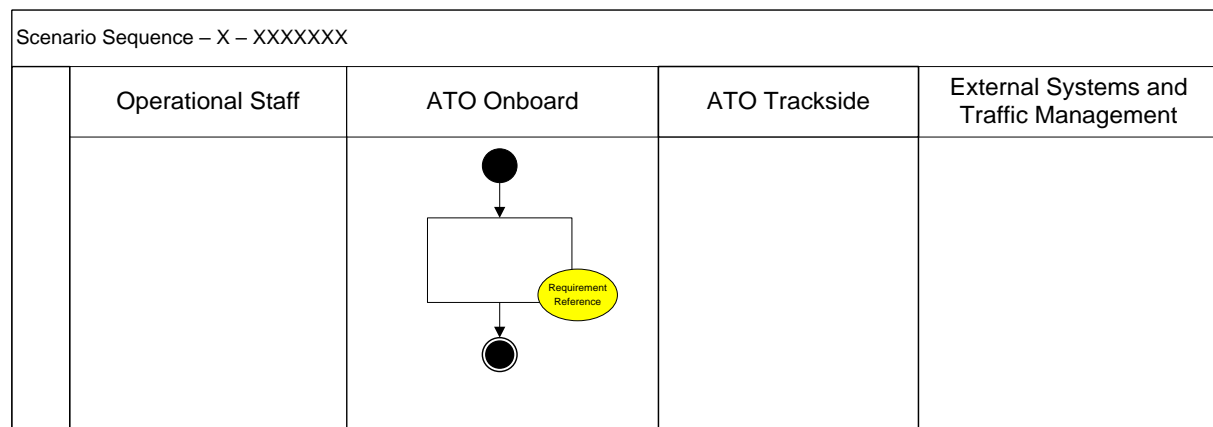 Scenario Sequence – X – XXXXXXX
Operational Staff
ATO Onboard
ATO Trackside
External Systems and
Traffic Management
Requirement
Reference